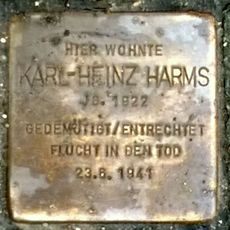 HIER WOHNTE
KARL-HEINZ HARMS
JG. 1922
GEDEMÜTIGT/ENTRECHTET
FLUCHT IN DEN TOD
23.6.1941